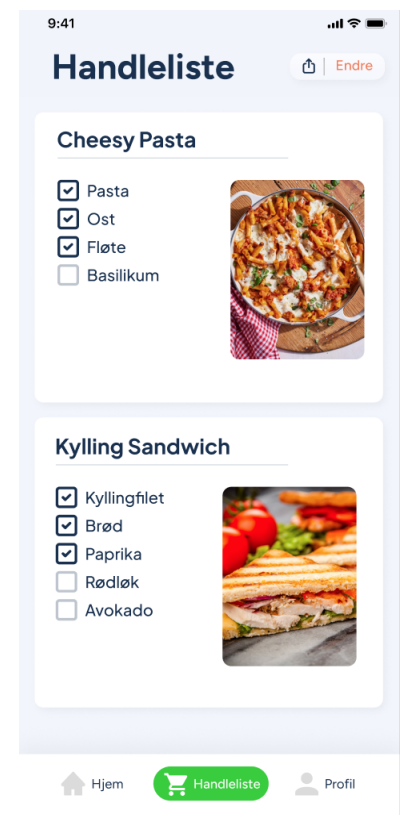 9:41
Handleliste
Endre
Cheesy Pasta
Pasta
Ost
Fløte
Basilikum
Kylling Sandwich
Kyllingfilet
Brød
Paprika
Rødløk
Avokado
Hjem
Handleliste
Profil